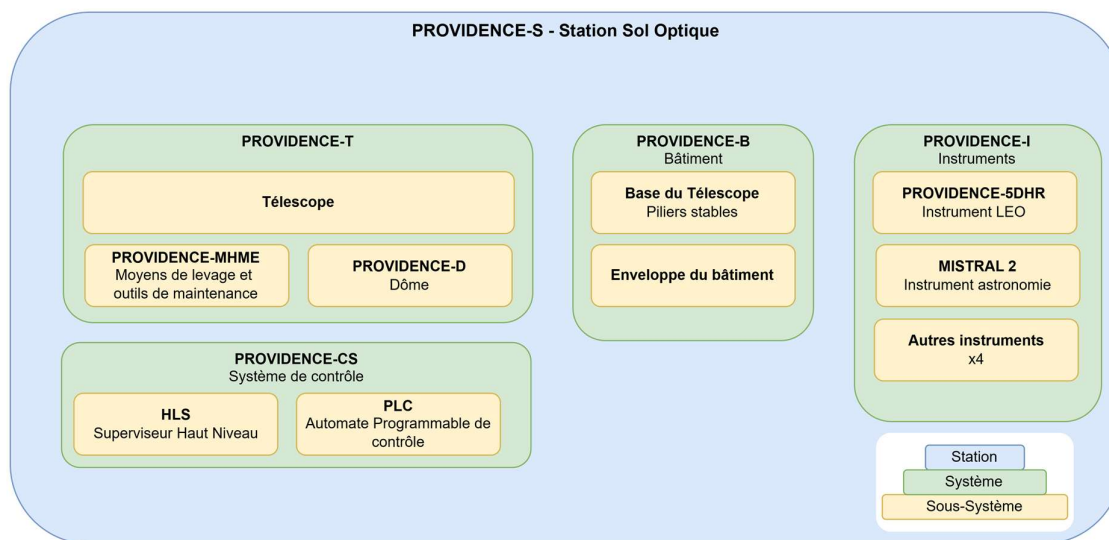 PROVIDENCE-S - Station Sol Optique
PROVIDENCE-T
Télescope
PROVIDENCE-MHME
Moyens de levage et
outils de maintenance
PROVIDENCE-D
Dôme
PROVIDENCE-CS
Système de contrôle
HLS
Superviseur Haut Niveau
PLC
Automate Programmable de
contrôle
PROVIDENCE-B
Bâtiment
Base du Télescope
Piliers stables
Enveloppe du bâtiment
PROVIDENCE-I
Instruments
PROVIDENCE-5DHR
Instrument LEO
MISTRAL 2
Instrument astronomie
Autres instruments
x4
Station
Système
Sous-Système